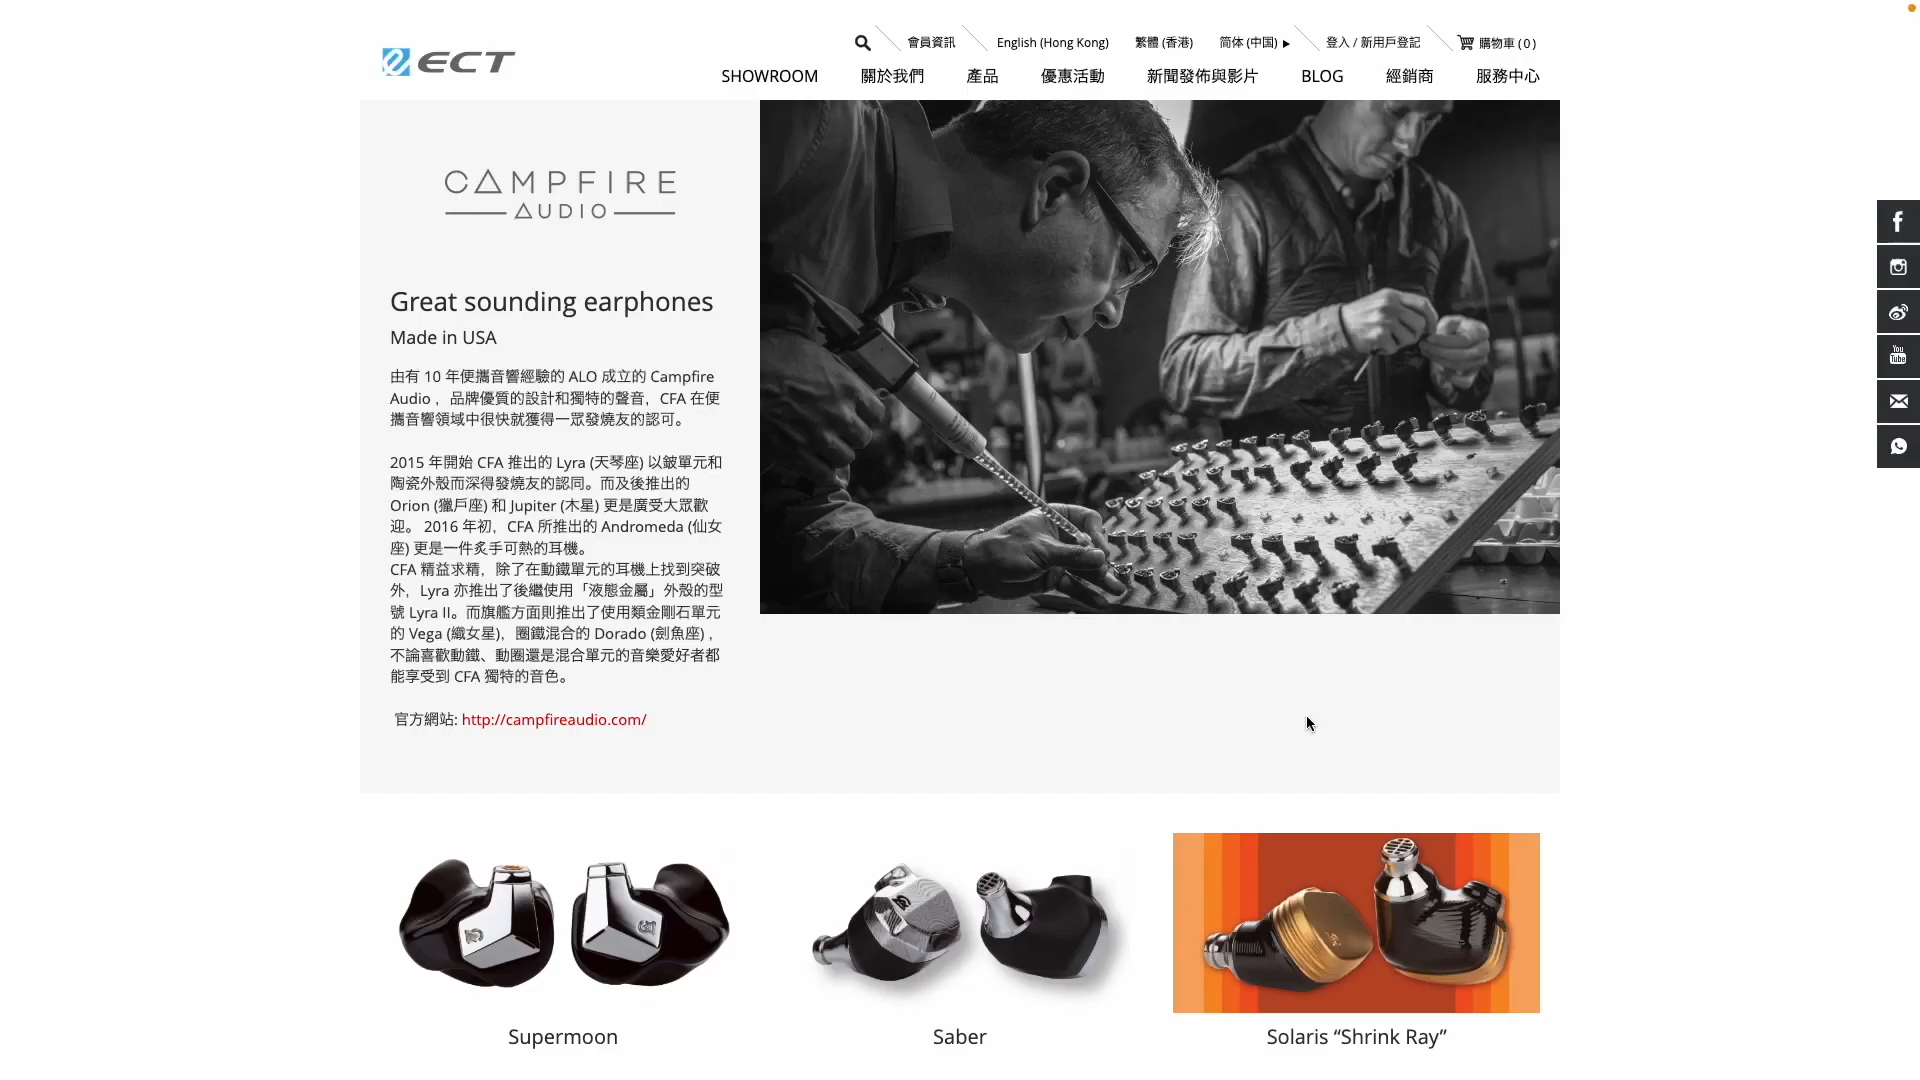 ECT
會員資訊
English (Hong Kong)
繁體 (香港)
简体 (中国)
登入 / 新用戶登記
購物車 ( 0 )
SHOWROOM
關於我們
產品
優惠活動
新聞發佈與影片
BLOG
經銷商
服務中心
CAMPFIRE
AUDIO
Great sounding earphones
Made in USA
由有 10 年便攜音響經驗的 ALO 成立的 Campfire
Audio ，品牌優質的設計和獨特的聲音，CFA 在便
攜音響領域中很快就獲得一眾發燒友的認可。
2015 年開始 CFA 推出的 Lyra (天琴座) 以鈹單元和
陶瓷外殼而深得發燒友的認同。而及後推出的
Orion (獵戶座) 和 Jupiter (木星) 更是廣受大眾歡
迎。 2016 年初，CFA 所推出的 Andromeda (仙女
座) 更是一件炙手可熱的耳機。
CFA 精益求精，除了在動鐵單元的耳機上找到突破
外，Lyra 亦推出了後繼使用「液態金屬」外殼的型
號 Lyra II。而旗艦方面則推出了使用類金剛石單元
的 Vega (織女星)，圈鐵混合的 Dorado (劍魚座) ，
不論喜歡動鐵、動圈還是混合單元的音樂愛好者都
能享受到 CFA 獨特的音色。
官方網站: http://campfireaudio.com/
You
Tube
Supermoon
Saber
Solaris “Shrink Ray”